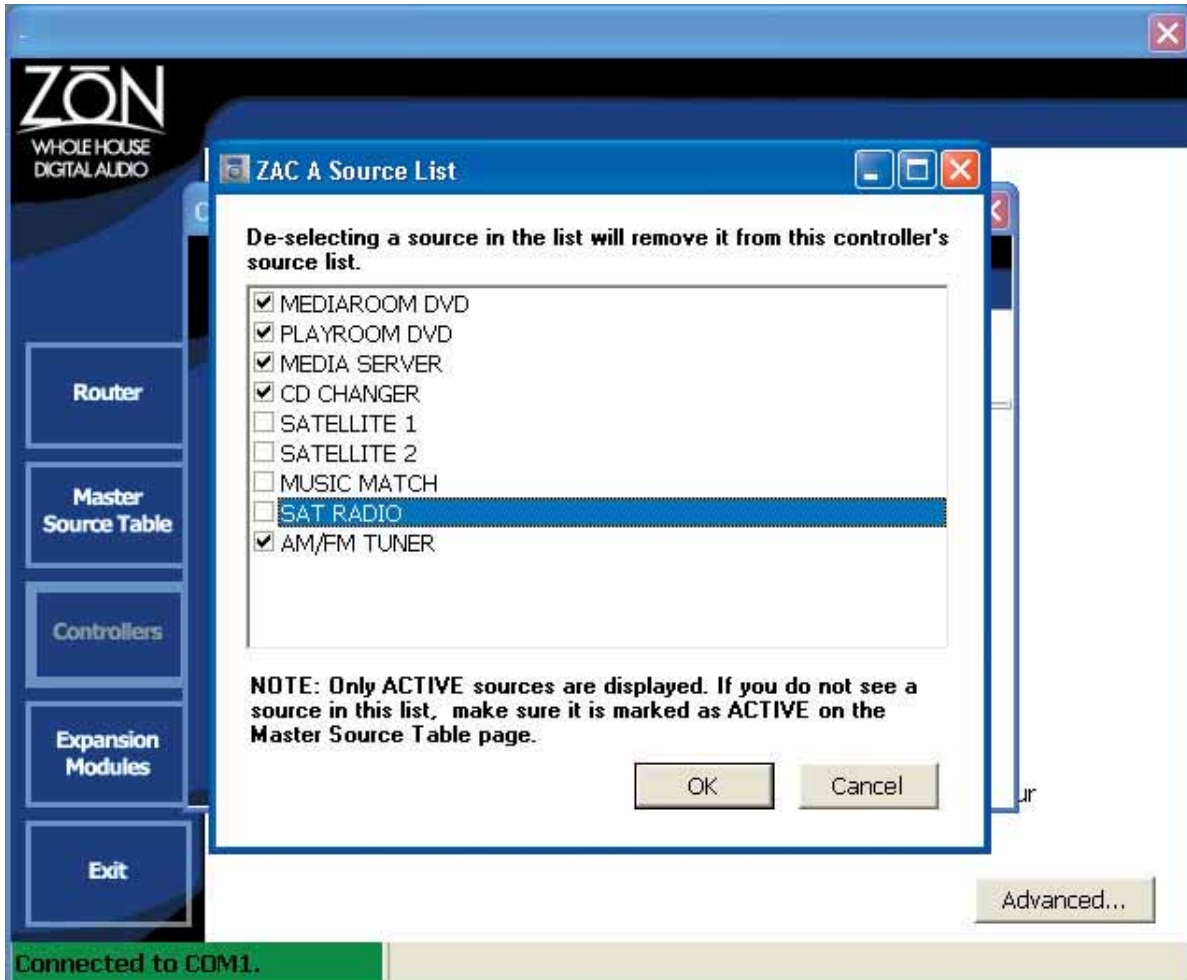 ZŌN
WHOLE HOUSE
DIGITAL AUDIO
ZAC A Source List
De-selecting a source in the list will remove it from this controller's
source list.
MEDIAROOM DVD
PLAYROOM DVD
MEDIA SERVER
CD CHANGER
SATELLITE 1
SATELLITE 2
MUSIC MATCH
SAT RADIO
AM/FM TUNER
NOTE: Only ACTIVE sources are displayed. If you do not see a
source in this list, make sure it is marked as ACTIVE on the
Master Source Table page.
OK
Cancel
Router
Master
Source Table
Controllers
Expansion
Modules
Exit
Advanced...
Connected to COM1.